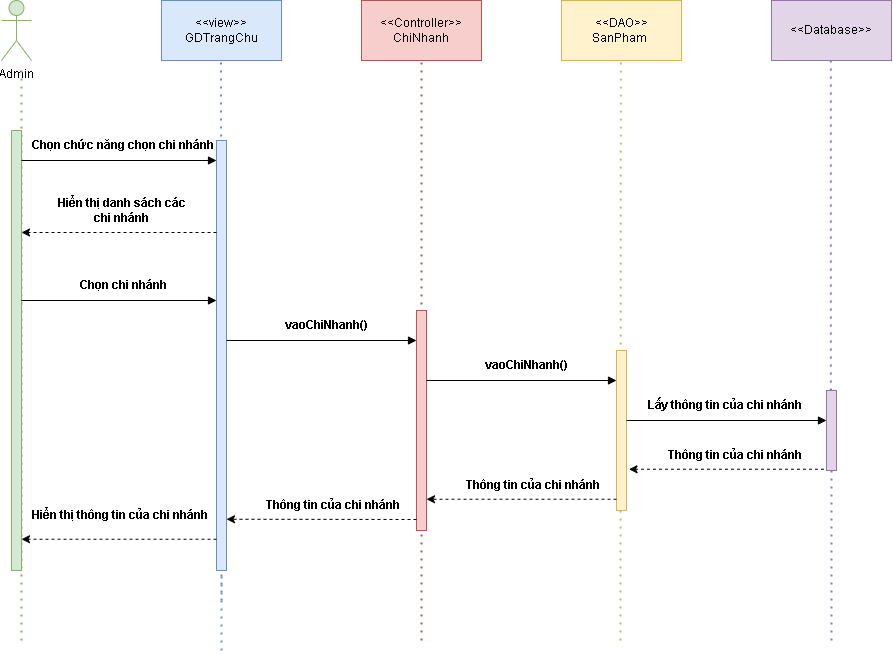 Admin
<<view>>
GDTrangChu
<<Controller>>
ChiNhanh
<<DAO>>
SanPham
<<Database>>
Chọn chức năng chọn chi nhánh
Hiển thị danh sách các
chi nhánh
Chọn chi nhánh
vaoChiNhanh()
vaoChiNhanh()
Lấy thông tin của chi nhánh
Thông tin của chi nhánh
Thông tin của chi nhánh
Thông tin của chi nhánh
Hiển thị thông tin của chi nhánh